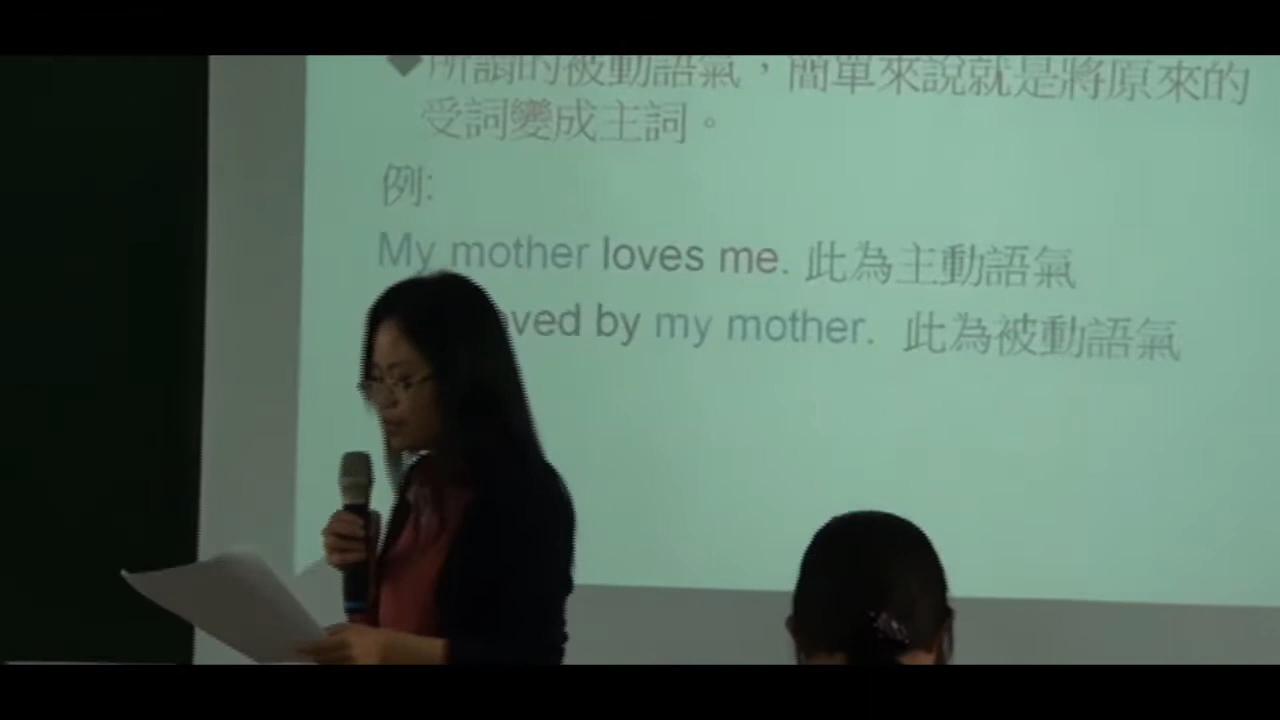 ◆所謂的被動語氣，簡單來說就是將原來的
受詞變成主詞。
例:
My mother loves me. 此為主動語氣
by my mother. 此為被動語氣